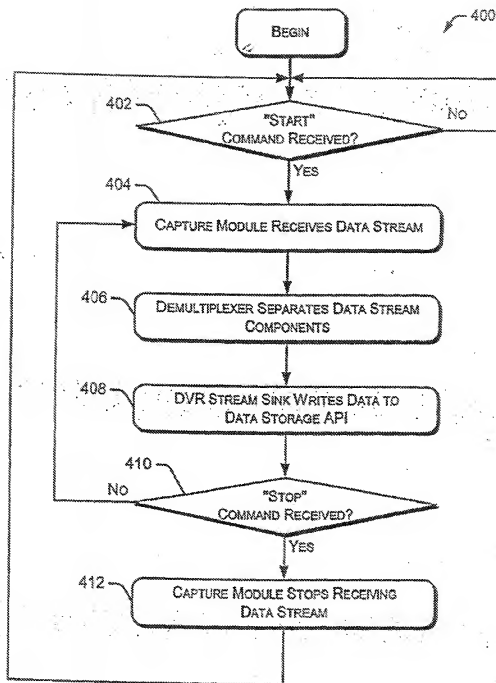 400
BEGIN
402
"START"
COMMAND RECEIVED?
NO
YES
404
CAPTURE MODULE RECEIVES DATA STREAM
406
DEMULTIPLEXER SEPARATES DATA STREAM
COMPONENTS
408
DVR STREAM SINK WRITES DATA TO
DATA STORAGE API
410
NO
"STOP"
COMMAND RECEIVED?
YES
412
CAPTURE MODULE STOPS RECEIVING
DATA STREAM